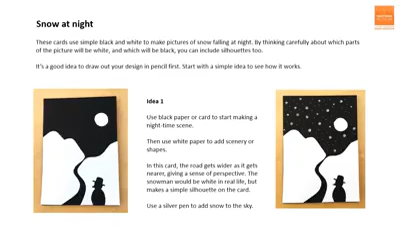 Snow at night
These cards use simple black and white to make pictures of snow falling at night. By thinking carefully about which parts
of the picture will be white, and which will be black, you can include silhouettes too.
It's a good idea to draw out your design in pencil first. Start with a simple idea to see how it works.
Idea 1
Use black paper or card to start making a
night-time scene.
Then use white paper to add scenery or
shapes.
In this card, the road gets wider as it gets
nearer, giving a sense of perspective. The
snowman would be white in real life, but
makes a simple silhouette on the card.
Use a silver pen to add snow to the sky.